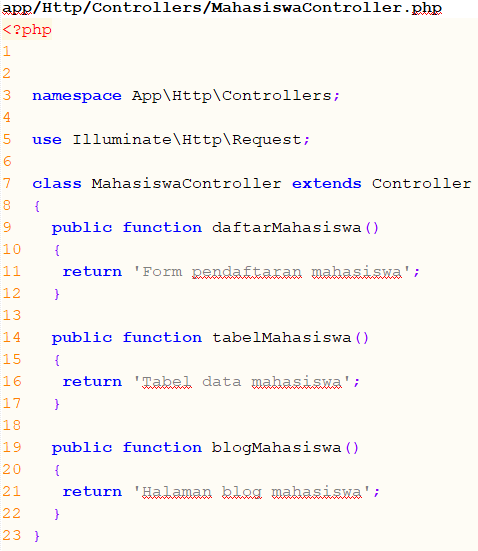 app/Http/Controllers/MahasiswaController.php
<?php
1
2
3 namespace App\Http\Controllers;
4
5 use Illuminate\Http\Request;
6
7 class MahasiswaController extends Controller
8 {
9 public function daftarMahasiswa()
10 {
11 return 'Form pendaftaran mahasiswa';
12 }
13
14 public function tabelMahasiswa()
15 {
16 return 'Tabel data mahasiswa';
17 }
18
19 public function blogMahasiswa()
20 {
21 return 'Halaman blog mahasiswa';
22 }
23 }